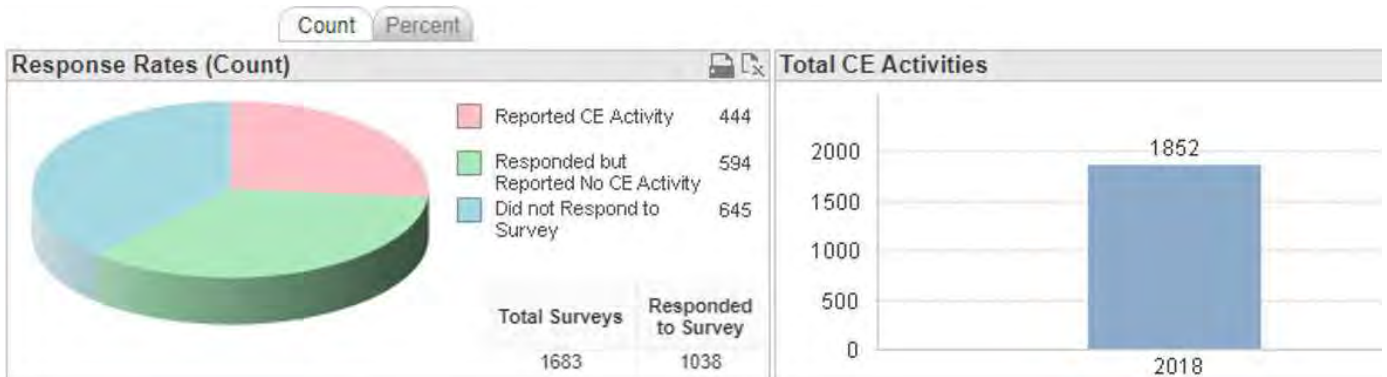 Count Percent
Response Rates (Count)
Reported CE Activity 444
Responded but 594
Reported No CE Activity
Did not Respond to 645
Survey
Total Surveys Responded
to Survey
1683 1038
Total CE Activities
2000
1852
1500
1000
500
0
2018